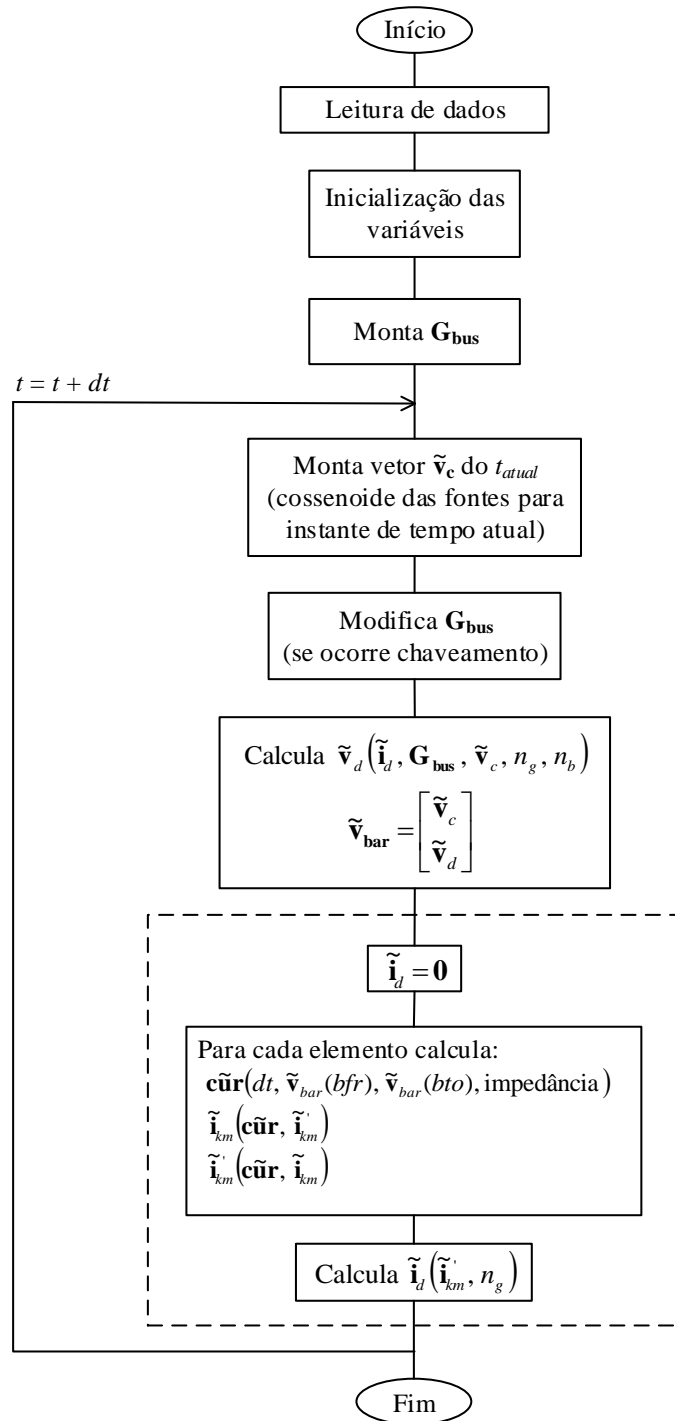 Início
Leitura de dados
Inicialização das
variáveis
Monta G_bus
t = t + dt
Monta vetor ṽ_c do t_atual
(cossenoide das fontes para
instante de tempo atual)
Modifica G_bus
(se ocorre chaveamento)
Calcula ṽ_d(ĩ_d, G_bus, ṽ_c, n_g, n_b)
ṽ_bar = [ṽ_c
ṽ_d]
ĩ_d = 0
Para cada elemento calcula:
cũr(dt, ṽ_bar(bfr), ṽ_bar(bto), impedância)
ĩ_km(cũr, ĩ'_km)
ĩ'_km(cũr, ĩ_km)
Calcula ĩ_d(ĩ'_km, n_g)
Fim